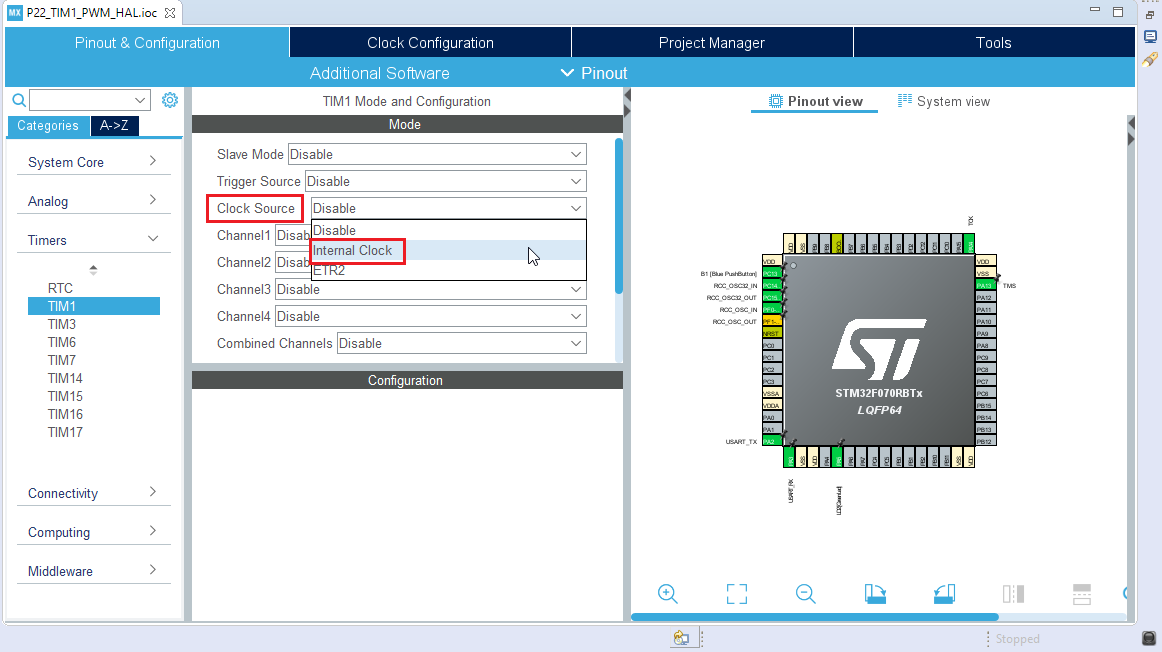 MX P22_TIM1_PWM_HAL.ioc
Pinout & Configuration
Clock Configuration
Project Manager
Tools
Additional Software
Pinout
Categories
A->Z
System Core
Analog
Timers
RTC
TIM1
TIM3
TIM6
TIM7
TIM14
TIM15
TIM16
TIM17
Connectivity
Computing
Middleware
TIM1 Mode and Configuration
Mode
Slave Mode Disable
Trigger Source Disable
Clock Source Disable
Disable
Internal Clock
ETR2
Channel1 Disab
Channel2 Disab
Channel3 Disable
Channel4 Disable
Combined Channels Disable
Configuration
Pinout view
System view
TCK
B1 [Blue PushButton]
RCC_OSC32_IN
RCC_OSC32_OUT
RCC_OSC_IN
RCC_OSC_OUT
USART_TX
VDD
PC13
PC14
PC15
PF0-
PF1-
NRST
PC0
PC1
PC2
PC3
VSSA
VDDA
PA0
PA1
PA2
STM32F070RBTx
LQFP64
VDD
VSS
PA13
TMS
PA12
PA11
PA10
PA9
PA8
PC9
PC8
PC7
PC6
PB15
PB14
PB13
PB12
USART_RX
Stopped